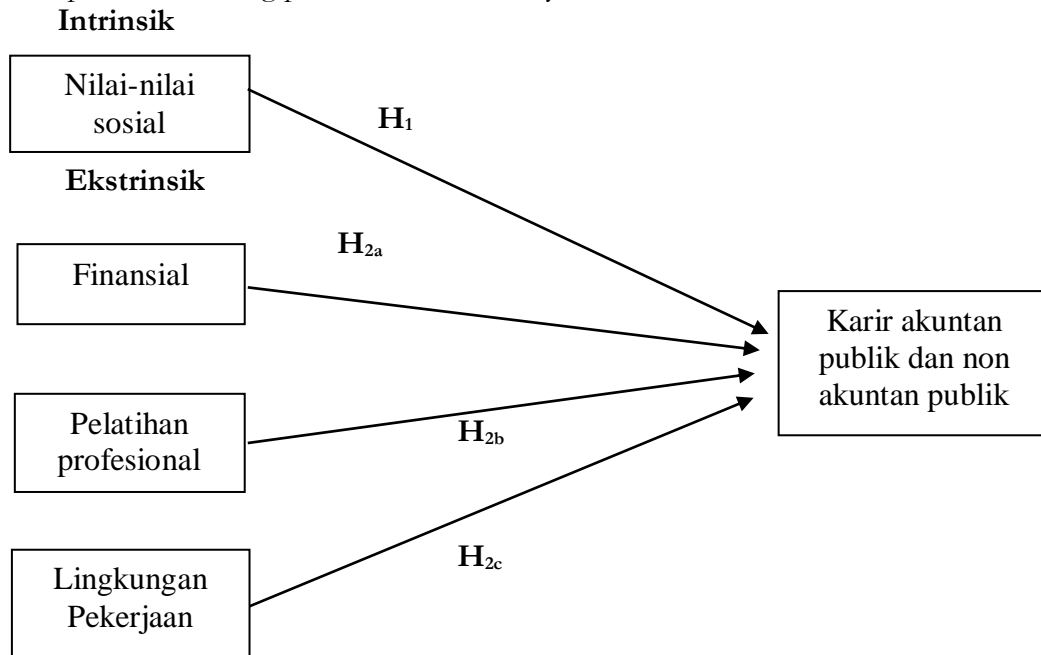 Intrinsik
Nilai-nilai
sosial
H1
Ekstrinsik
H2a
Finansial
Karir akuntan
publik dan non
akuntan publik
Pelatihan
profesional
H2b
H2c
Lingkungan
Pekerjaan